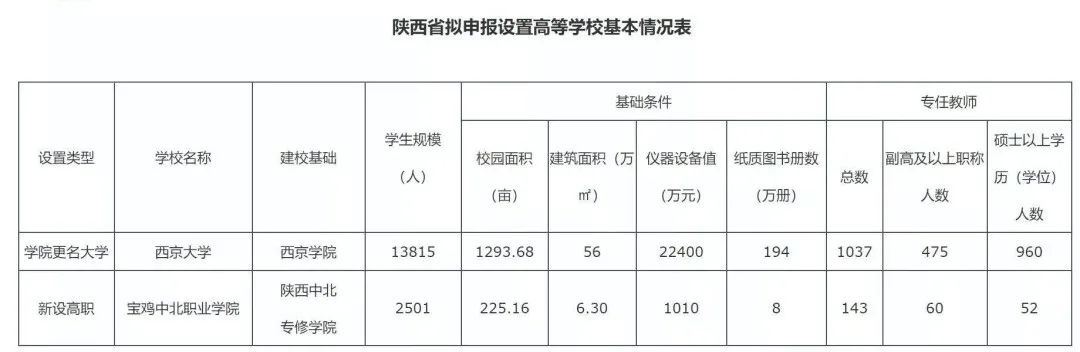 陕西省拟申报设置高等学校基本情况表
设置类型 学校名称 建校基础 学生规模（人） 基础条件 专任教师
校园面积（亩） 建筑面积（万㎡） 仪器设备值（万元） 纸质图书册数（万册） 总数 副高及以上职称人数 硕士以上学历（学位）人数
学院更名大学 西京大学 西京学院 13815 1293.68 56 22400 194 1037 475 960
新设高职 宝鸡中北职业学院 陕西中北专修学院 2501 225.16 6.30 1010 8 143 60 52